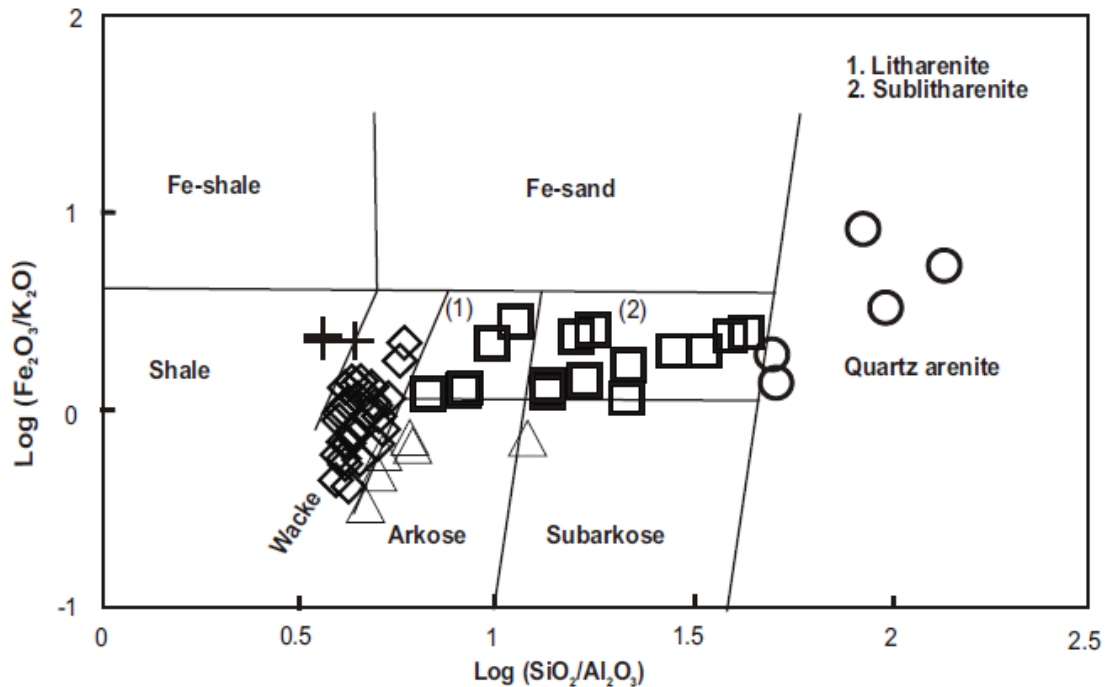 2
1. Litharenite
2. Sublitharenite
Fe-shale
Fe-sand
1
Log (Fe₂O₃/K₂O)
(1)
(2)
Shale
Quartz arenite
0
Wacke
Arkose
Subarkose
-1
0
0.5
1
1.5
2
2.5
Log (SiO₂/Al₂O₃)